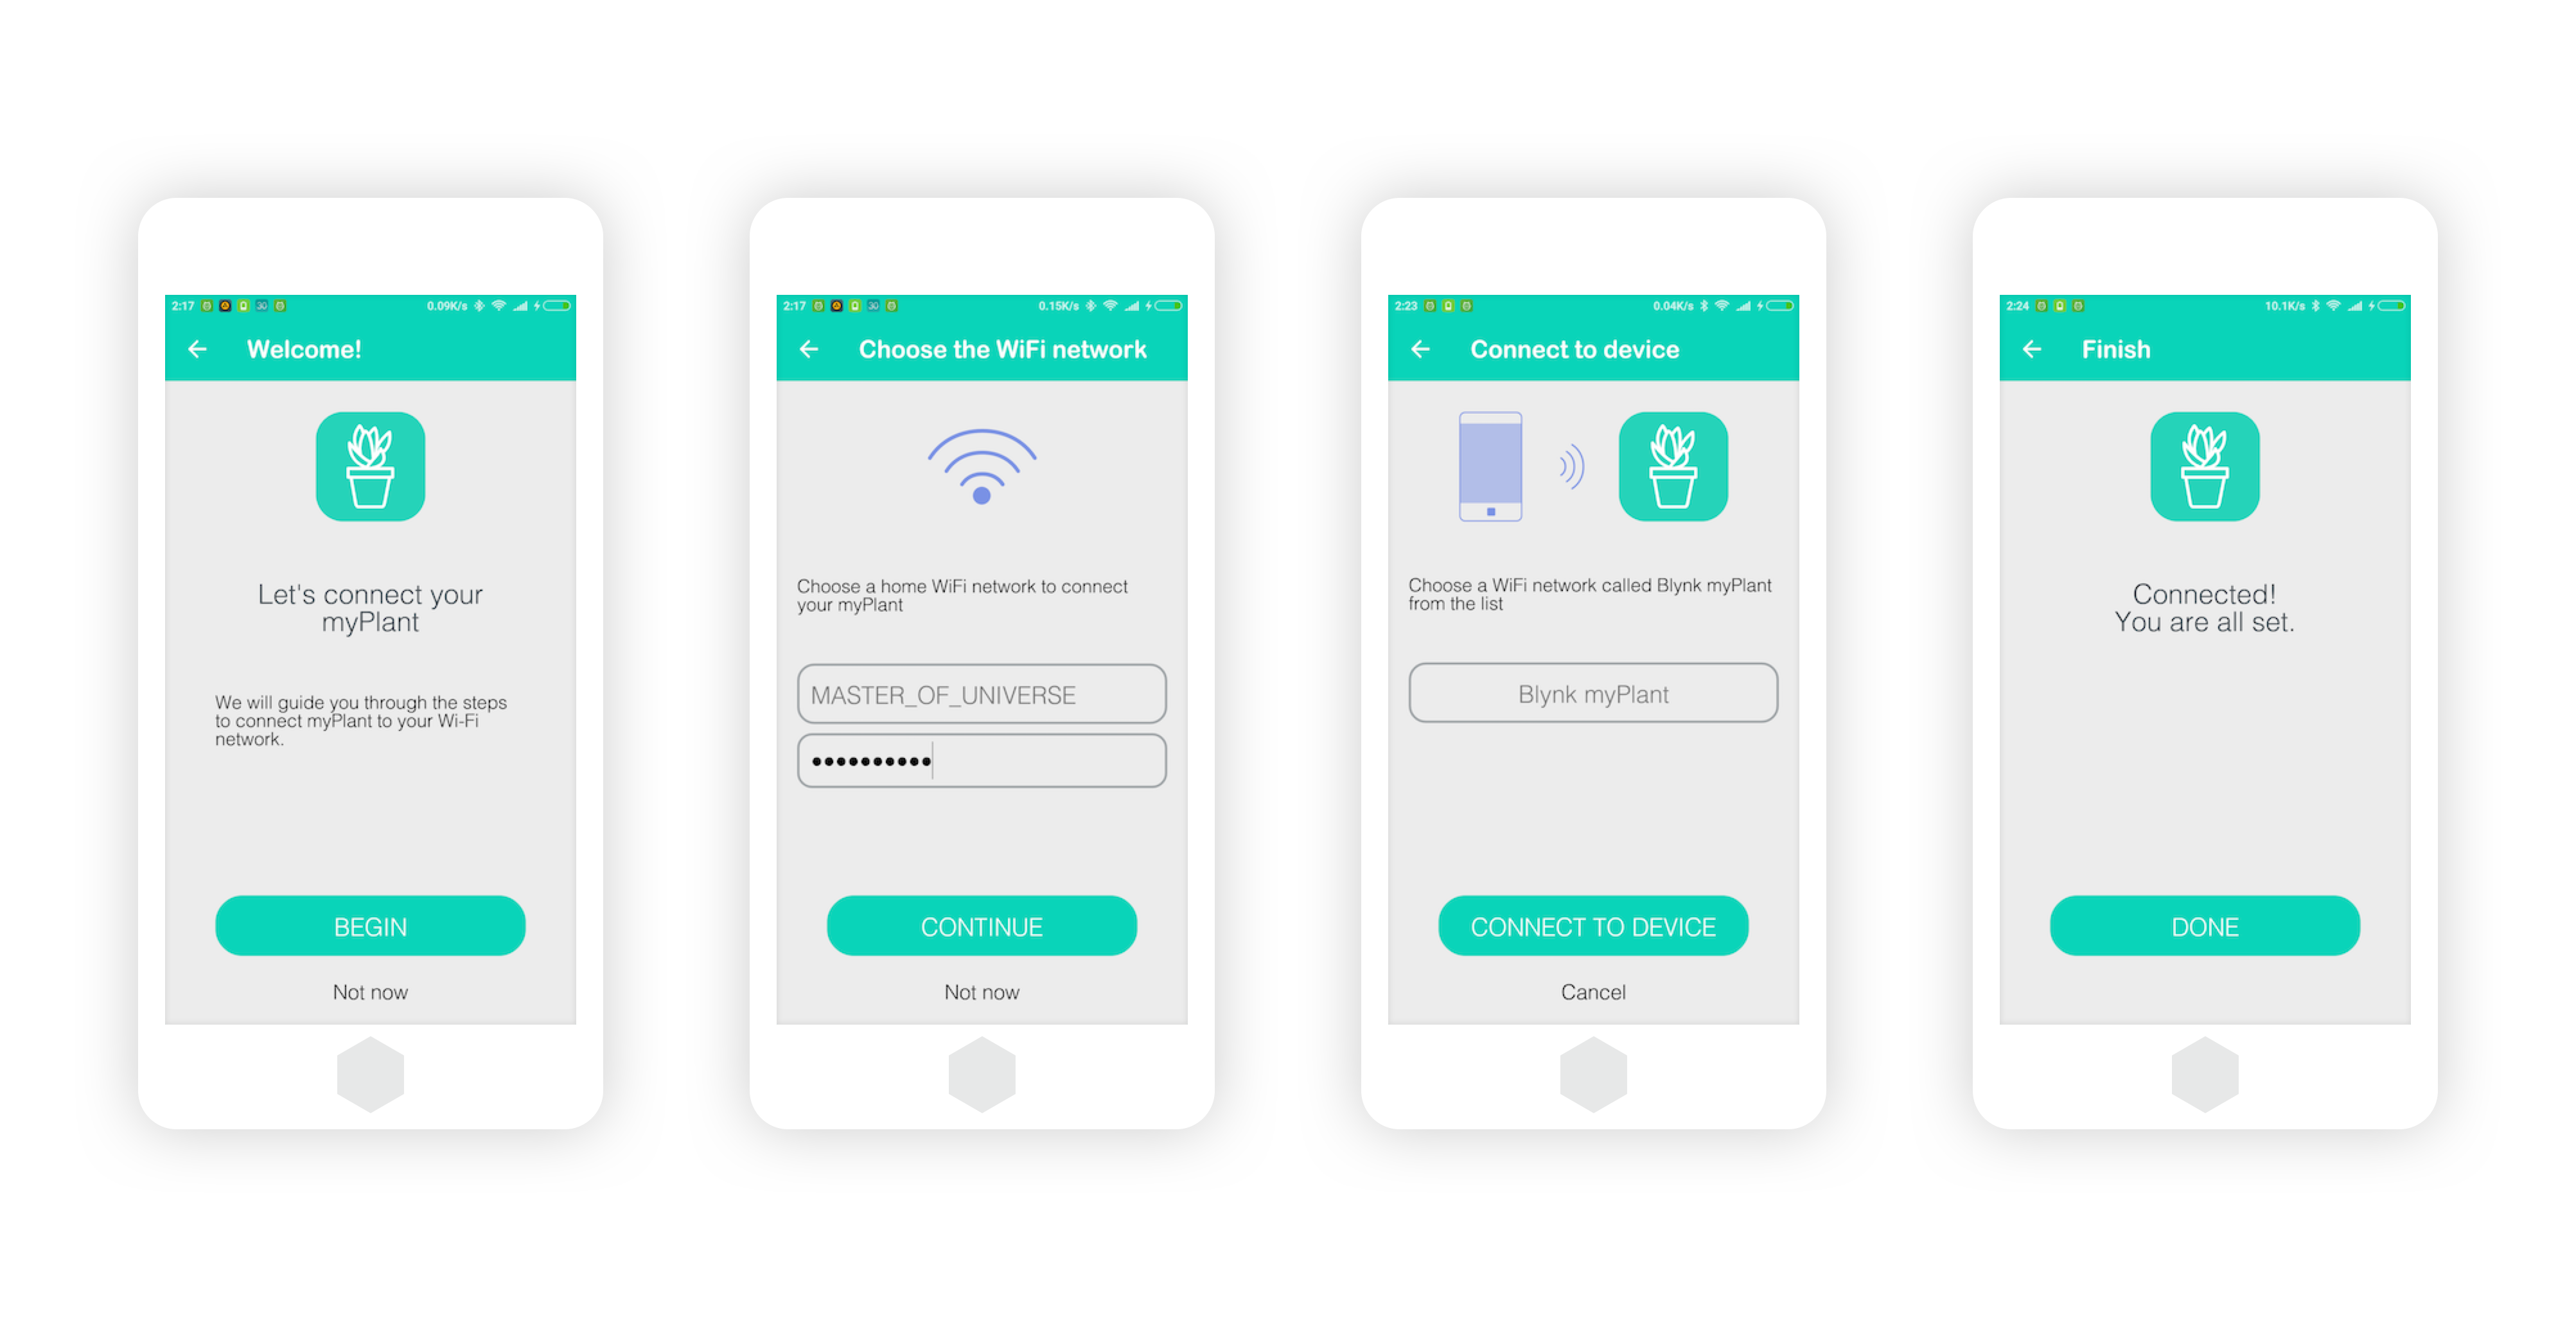 2:17 0.09K/s
Welcome!
Let's connect your
myPlant
We will guide you through the steps
to connect myPlant to your Wi-Fi
network.
BEGIN
Not now
2:17 0.15K/s
Choose the WiFi network
Choose a home WiFi network to connect
your myPlant
MASTER_OF_UNIVERSE
••••••••••
CONTINUE
Not now
2:23 0.04K/s
Connect to device
Choose a WiFi network called Blynk myPlant
from the list
Blynk myPlant
CONNECT TO DEVICE
Cancel
2:24 10.1K/s
Finish
Connected!
You are all set.
DONE